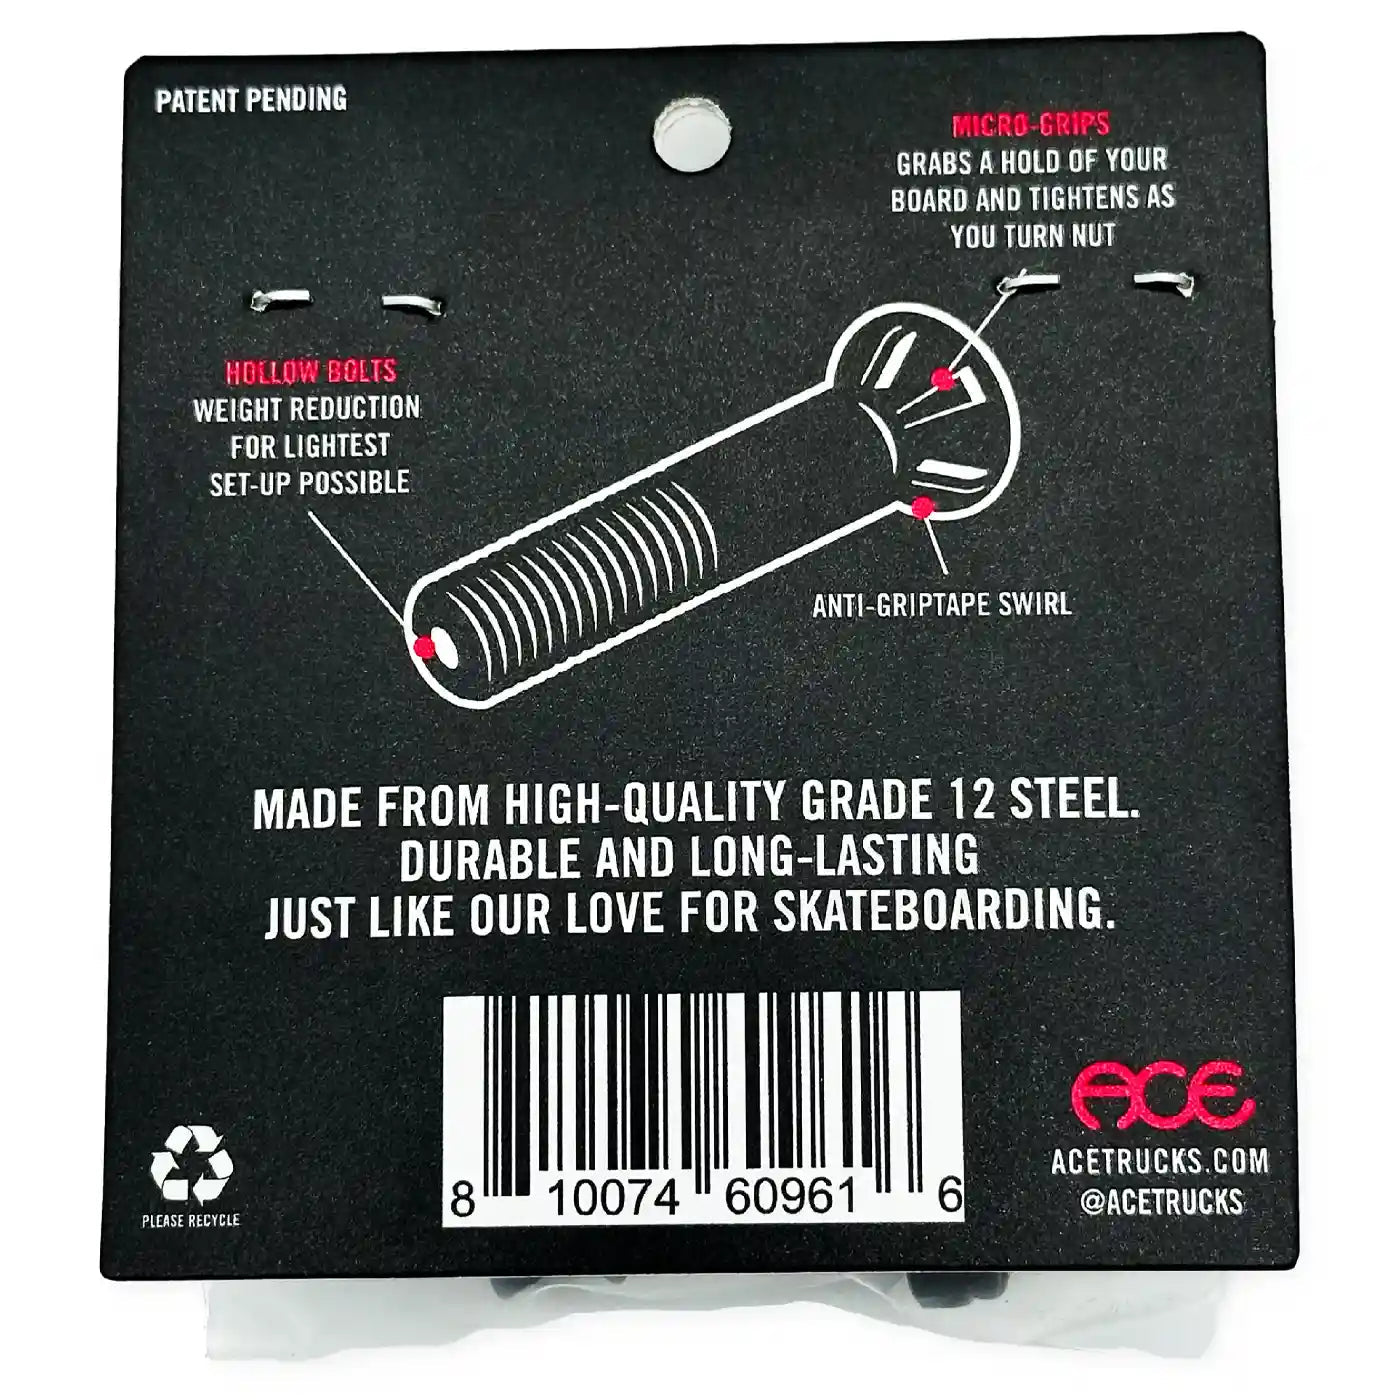 PATENT PENDING
MICRO-GRIPS
GRABS A HOLD OF YOUR
BOARD AND TIGHTENS AS
YOU TURN NUT
HOLLOW BOLTS
WEIGHT REDUCTION
FOR LIGHTEST
SET-UP POSSIBLE
ANTI-GRIPTAPE SWIRL
MADE FROM HIGH-QUALITY GRADE 12 STEEL.
DURABLE AND LONG-LASTING
JUST LIKE OUR LOVE FOR SKATEBOARDING.
8 10074 60961 6
PLEASE RECYCLE
ACE
ACETRUCKS.COM
@ACETRUCKS